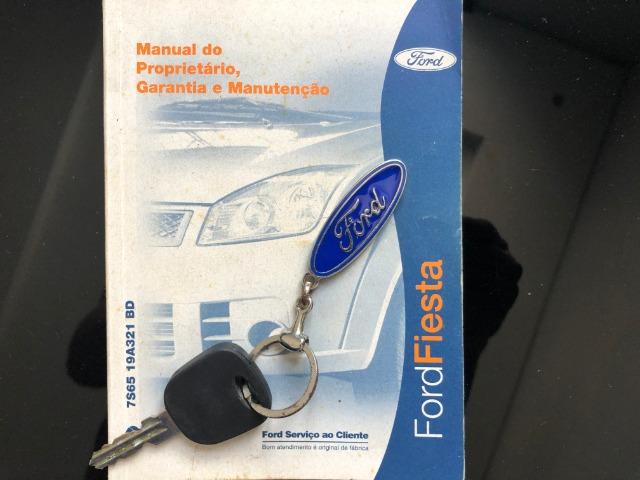 Manual do
Proprietário,
Garantia e Manutenção
Ford
Ford
FordFiesta
7S65 19A321 BD
Ford Serviço ao Cliente
Bom atendimento é original de fábrica